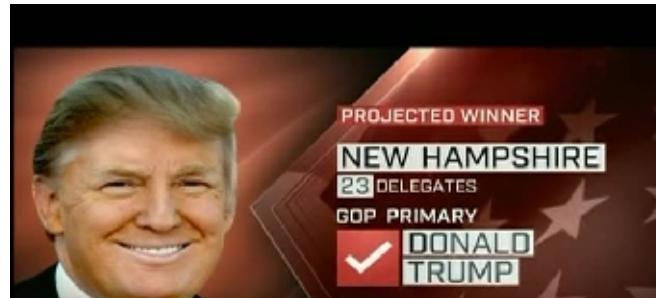 PROJECTED WINNER
NEW HAMPSHIRE
23 DELEGATES
GOP PRIMARY
DONALD
TRUMP